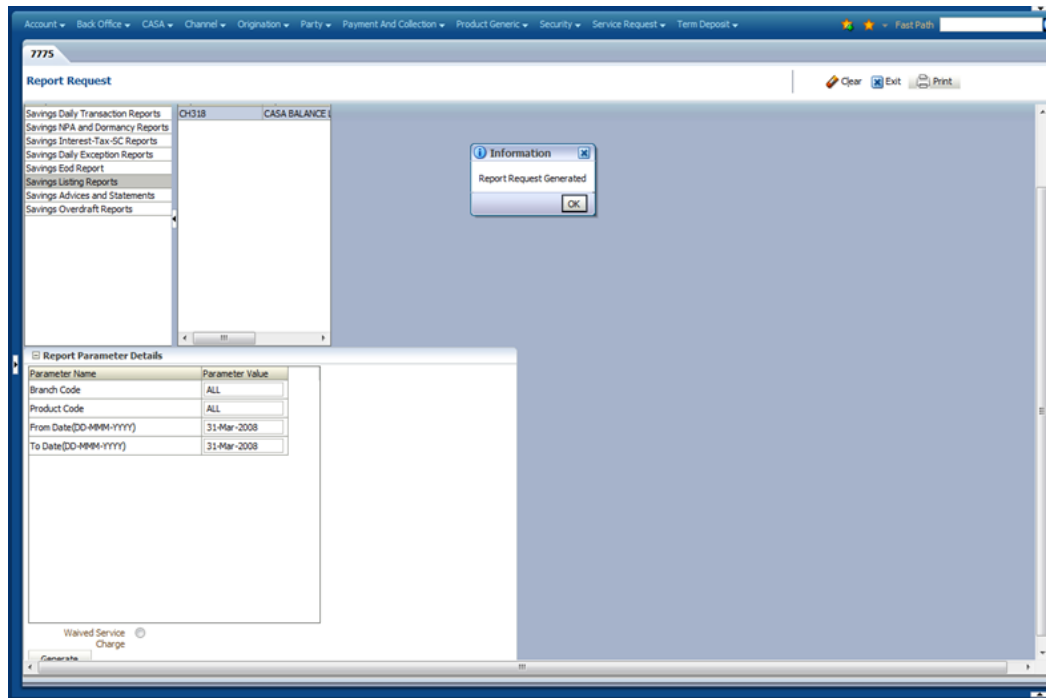 Account Back Office CASA Channel Origination Party Payment And Collection Product Generic Security Service Request Term Deposit Fast Path
7775
Report Request
Clear Exit Print
Savings Daily Transaction Reports CH318 CASA BALANCE
Savings NPA and Dormancy Reports
Savings Interest-Tax-SC Reports
Savings Daily Exception Reports
Savings Eod Report
Savings Listing Reports
Savings Advices and Statements
Savings Overdraft Reports
Information
Report Request Generated
OK
Report Parameter Details
Parameter Name Parameter Value
Branch Code ALL
Product Code ALL
From Date(DD-MMM-YYYY) 31-Mar-2008
To Date(DD-MMM-YYYY) 31-Mar-2008
Waived Service
Charge
Generate